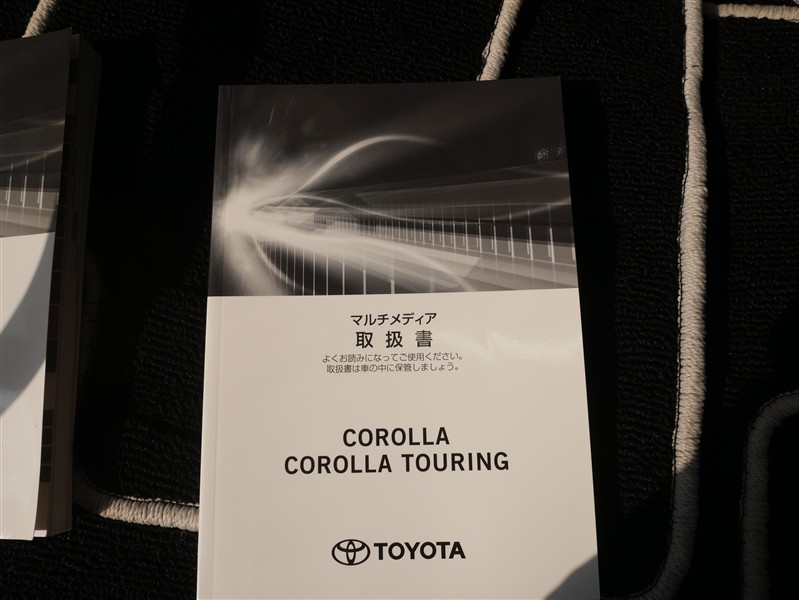 マルチメディア
取扱書
よくお読みになってご使用ください。
取扱書は車の中に保管しましょう。
COROLLA
COROLLA TOURING
TOYOTA